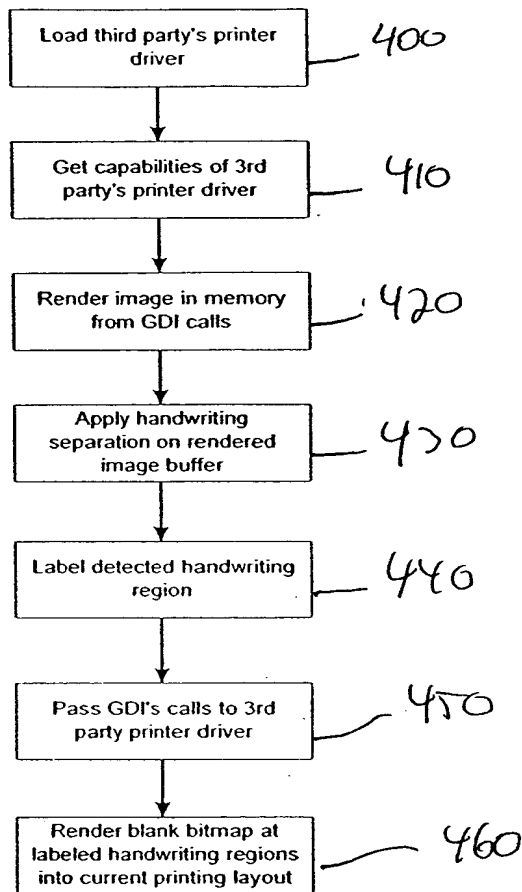 Load third party's printer
driver
400
Get capabilities of 3rd
party's printer driver
410
Render image in memory
from GDI calls
420
Apply handwriting
separation on rendered
image buffer
430
Label detected handwriting
region
440
Pass GDI's calls to 3rd
party printer driver
450
Render blank bitmap at
labeled handwriting regions
into current printing layout
460